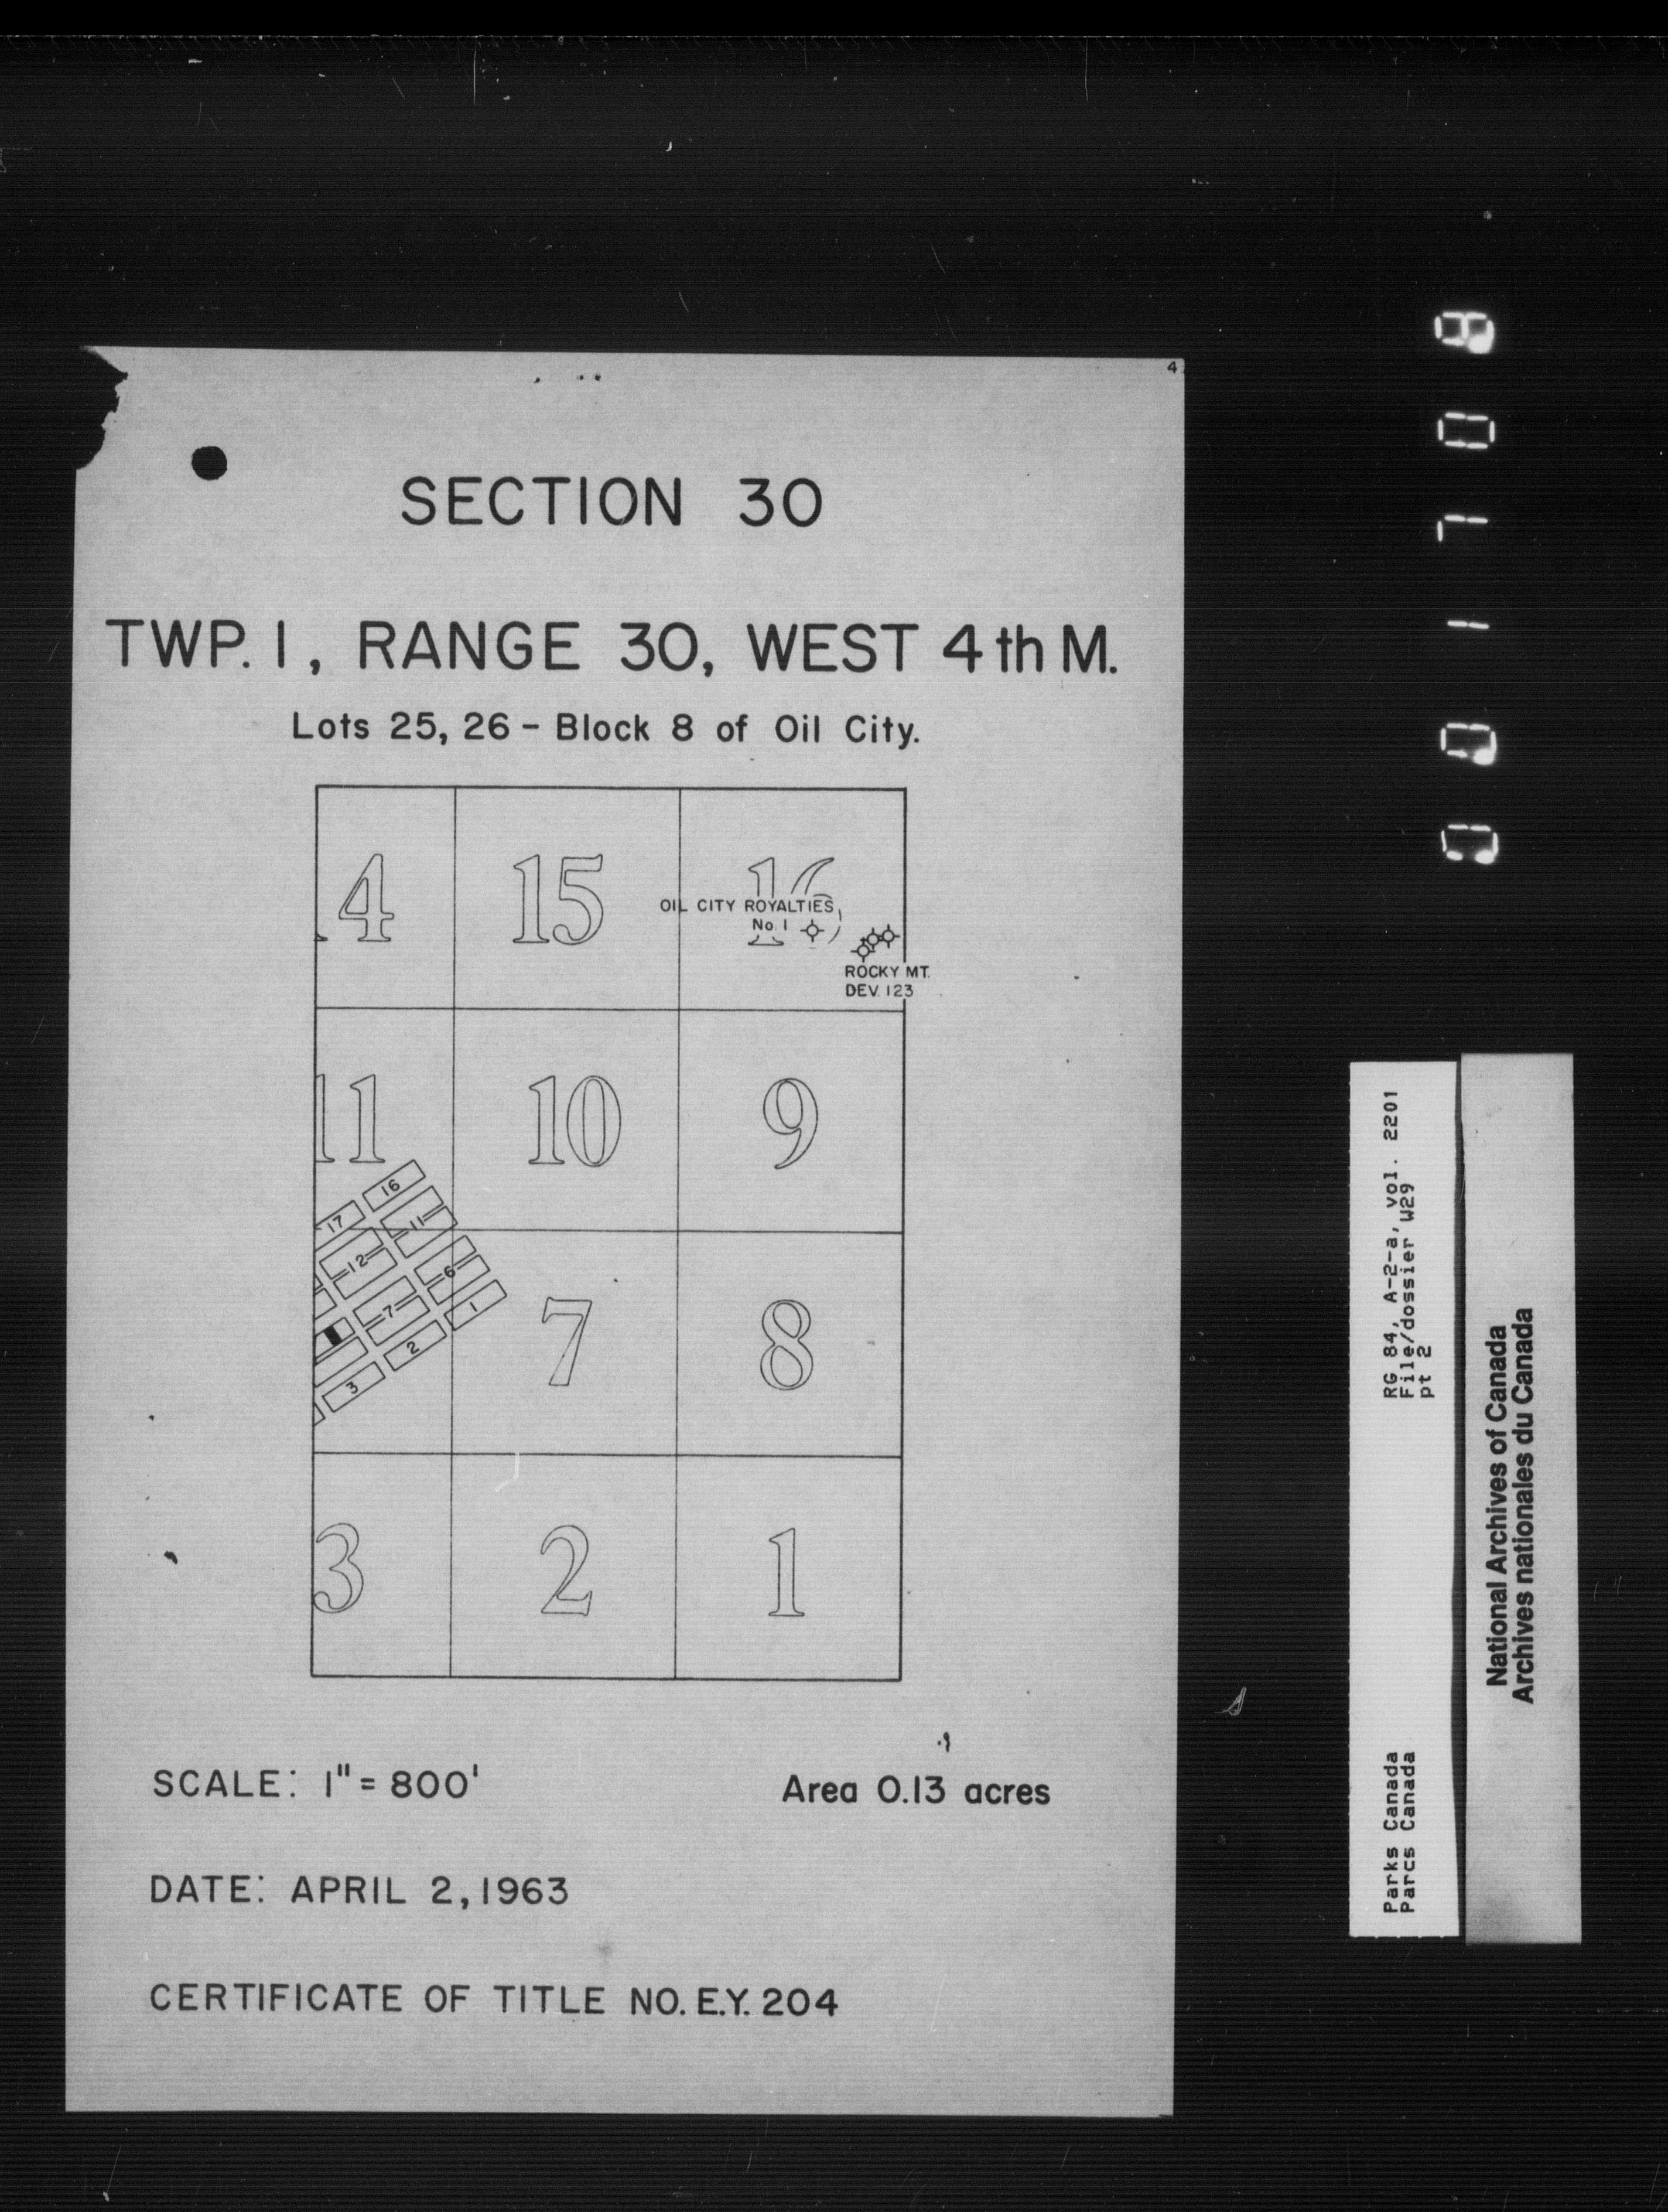 4
SECTION 30
TWP. 1, RANGE 30, WEST 4th M.
Lots 25, 26 - Block 8 of Oil City.
4 15 16
OIL CITY ROYALTIES
No. 1
ROCKY MT.
DEV. 123
11 10 9
16
17
11
12
6
7
1
2
3
7 8
3 2 1
SCALE: 1" = 800'
Area 0.13 acres
DATE: APRIL 2, 1963
CERTIFICATE OF TITLE NO. E.Y. 204
Parks Canada
Parcs Canada
RG 84, A-2-a, vol. 2201
File/dossier W29
pt 2
National Archives of Canada
Archives nationales du Canada